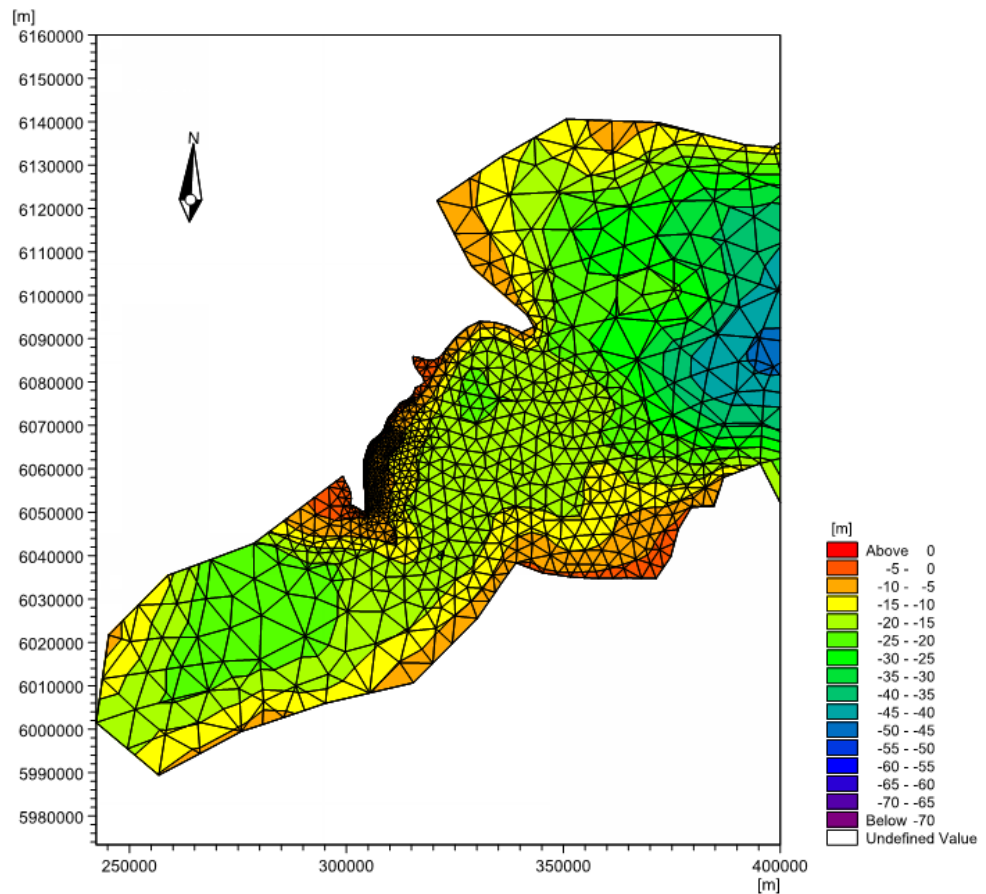 [m]
6160000
6150000
6140000
6130000
6120000
6110000
6100000
6090000
6080000
6070000
6060000
6050000
6040000
6030000
6020000
6010000
6000000
5990000
5980000
N
250000 300000 350000 400000
[m]
[m]
Above 0
-5 - 0
-10 - -5
-15 - -10
-20 - -15
-25 - -20
-30 - -25
-35 - -30
-40 - -35
-45 - -40
-50 - -45
-55 - -50
-60 - -55
-65 - -60
-70 - -65
Below -70
Undefined Value